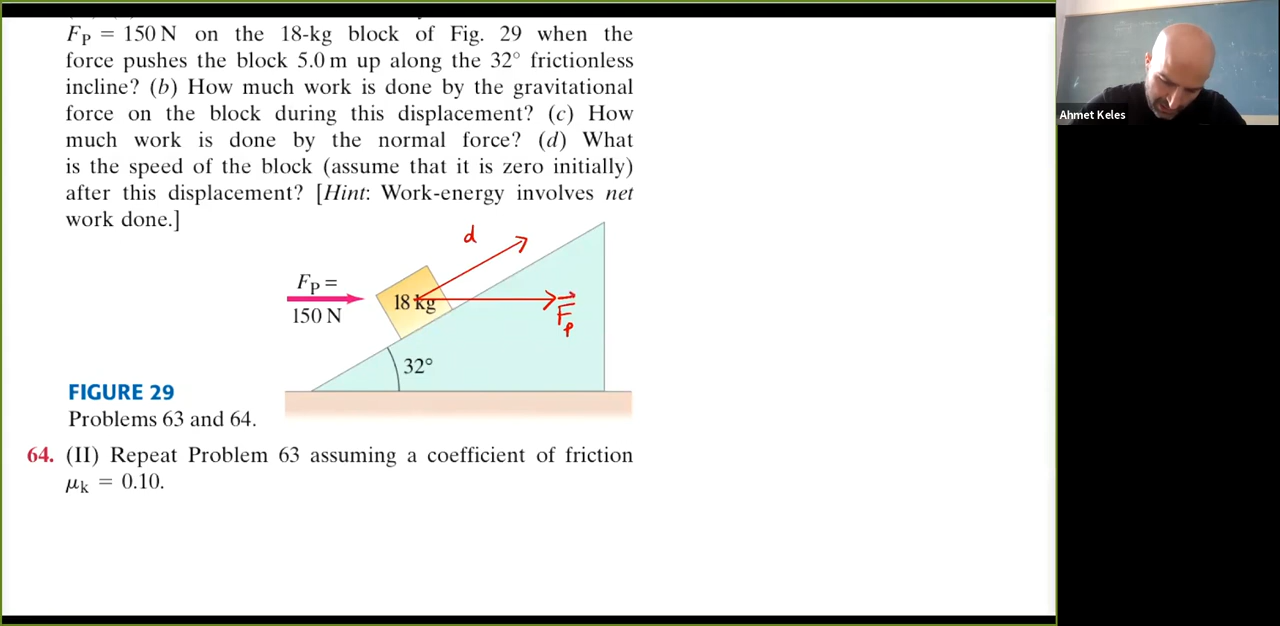 F_P = 150 N on the 18-kg block of Fig. 29 when the
force pushes the block 5.0 m up along the 32° frictionless
incline? (b) How much work is done by the gravitational
force on the block during this displacement? (c) How
much work is done by the normal force? (d) What
is the speed of the block (assume that it is zero initially)
after this displacement? [Hint: Work-energy involves net
work done.]
d
F_P =
150 N
18 kg
F_P
32°
FIGURE 29
Problems 63 and 64.
64. (II) Repeat Problem 63 assuming a coefficient of friction
μ_k = 0.10.
Ahmet Keles